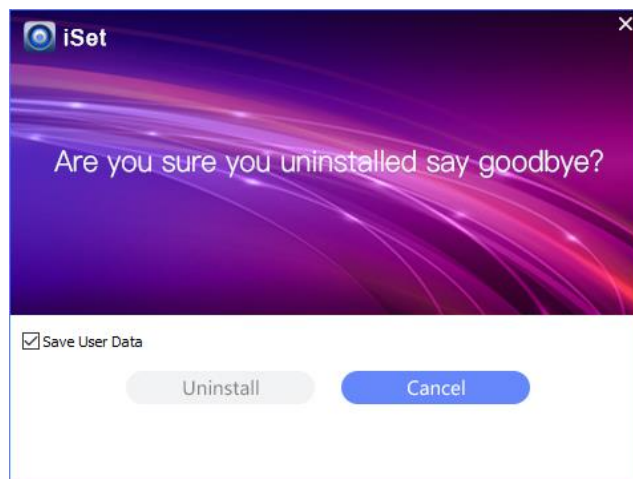 iSet
Are you sure you uninstalled say goodbye?
Save User Data
Uninstall
Cancel